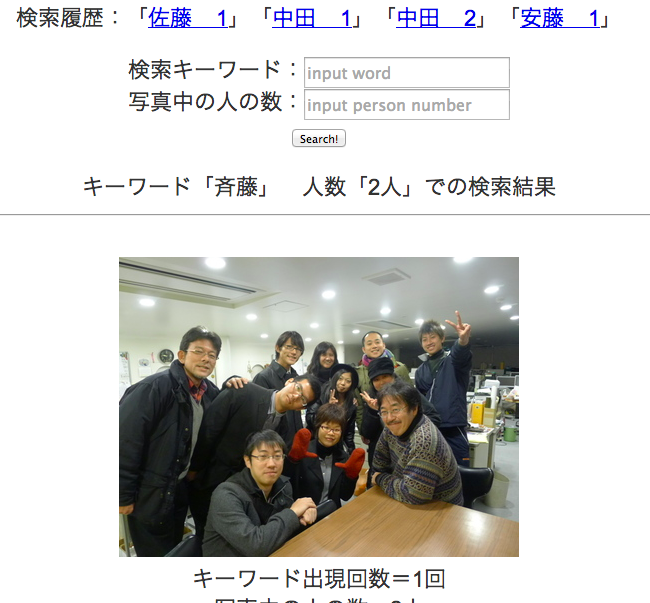 検索履歴：「佐藤　1」「中田　1」「中田　2」「安藤　1」
検索キーワード：input word
写真中の人の数：input person number
Search!
キーワード「斉藤」　人数「2人」での検索結果
キーワード出現回数＝1回